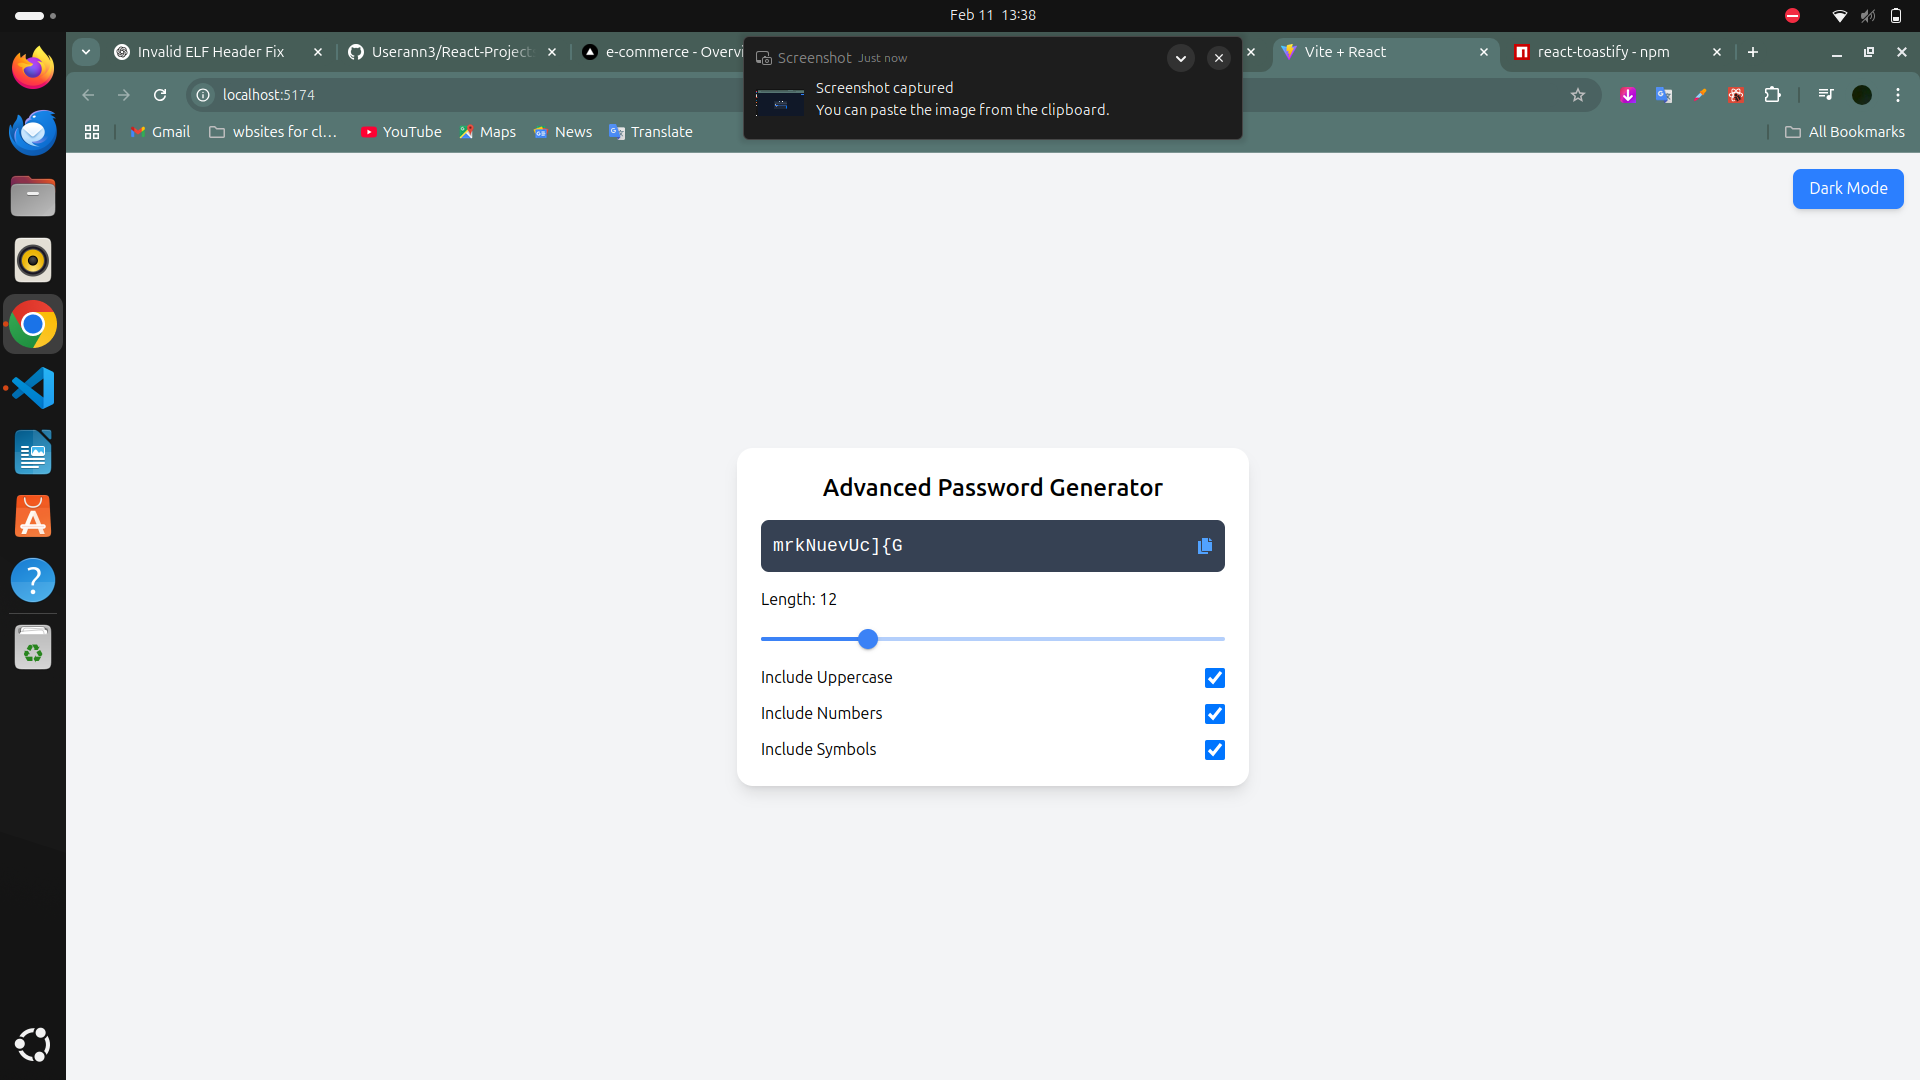 Feb 11 13:38
Invalid ELF Header Fix
Userann3/React-Project
e-commerce - Overvi
Vite + React
react-toastify - npm
Screenshot Just now
Screenshot captured
You can paste the image from the clipboard.
localhost:5174
Gmail
wbsites for cl...
YouTube
Maps
News
Translate
All Bookmarks
Dark Mode
Advanced Password Generator
mrkNuevUc]{G
Length: 12
Include Uppercase
Include Numbers
Include Symbols